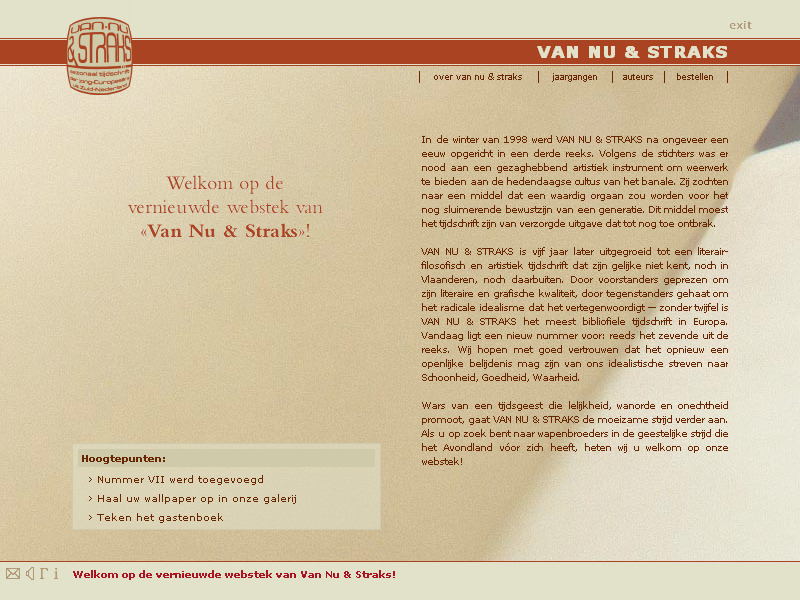 exit
VAN·NU
& STRAKS
seizoenaal tijdschrift
der jong-Europeeërs
uit Zuid-Nederland
VAN NU & STRAKS
over van nu & straks
jaargangen
auteurs
bestellen
Welkom op de
vernieuwde webstek van
«Van Nu & Straks»!
In de winter van 1998 werd VAN NU & STRAKS na ongeveer een
eeuw opgericht in een derde reeks. Volgens de stichters was er
nood aan een gezaghebbend artistiek instrument om weerwerk
te bieden aan de hedendaagse cultus van het banale. Zij zochten
naar een middel dat een waardig orgaan zou worden voor het
nog sluimerende bewustzijn van een generatie. Dit middel moest
het tijdschrift zijn van verzorgde uitgave dat tot nog toe ontbrak.
VAN NU & STRAKS is vijf jaar later uitgegroeid tot een literair-
filosofisch en artistiek tijdschrift dat zijn gelijke niet kent, noch in
Vlaanderen, noch daarbuiten. Door voorstanders geprezen om
zijn literaire en grafische kwaliteit, door tegenstanders gehaat om
het radicale idealisme dat het vertegenwoordigt — zonder twijfel is
VAN NU & STRAKS het meest bibliofiele tijdschrift in Europa.
Vandaag ligt een nieuw nummer voor: reeds het zevende uit de
reeks. Wij hopen met goed vertrouwen dat het opnieuw een
openlijke belijdenis mag zijn van ons idealistische streven naar
Schoonheid, Goedheid, Waarheid.
Wars van een tijdsgeest die lelijkheid, wanorde en onechtheid
promoot, gaat VAN NU & STRAKS de moeizame strijd verder aan.
Als u op zoek bent naar wapenbroeders in de geestelijke strijd die
het Avondland vóor zich heeft, heten wij u welkom op onze
webstek!
Hoogtepunten:
> Nummer VII werd toegevoegd
> Haal uw wallpaper op in onze galerij
> Teken het gastenboek
Welkom op de vernieuwde webstek van Van Nu & Straks!